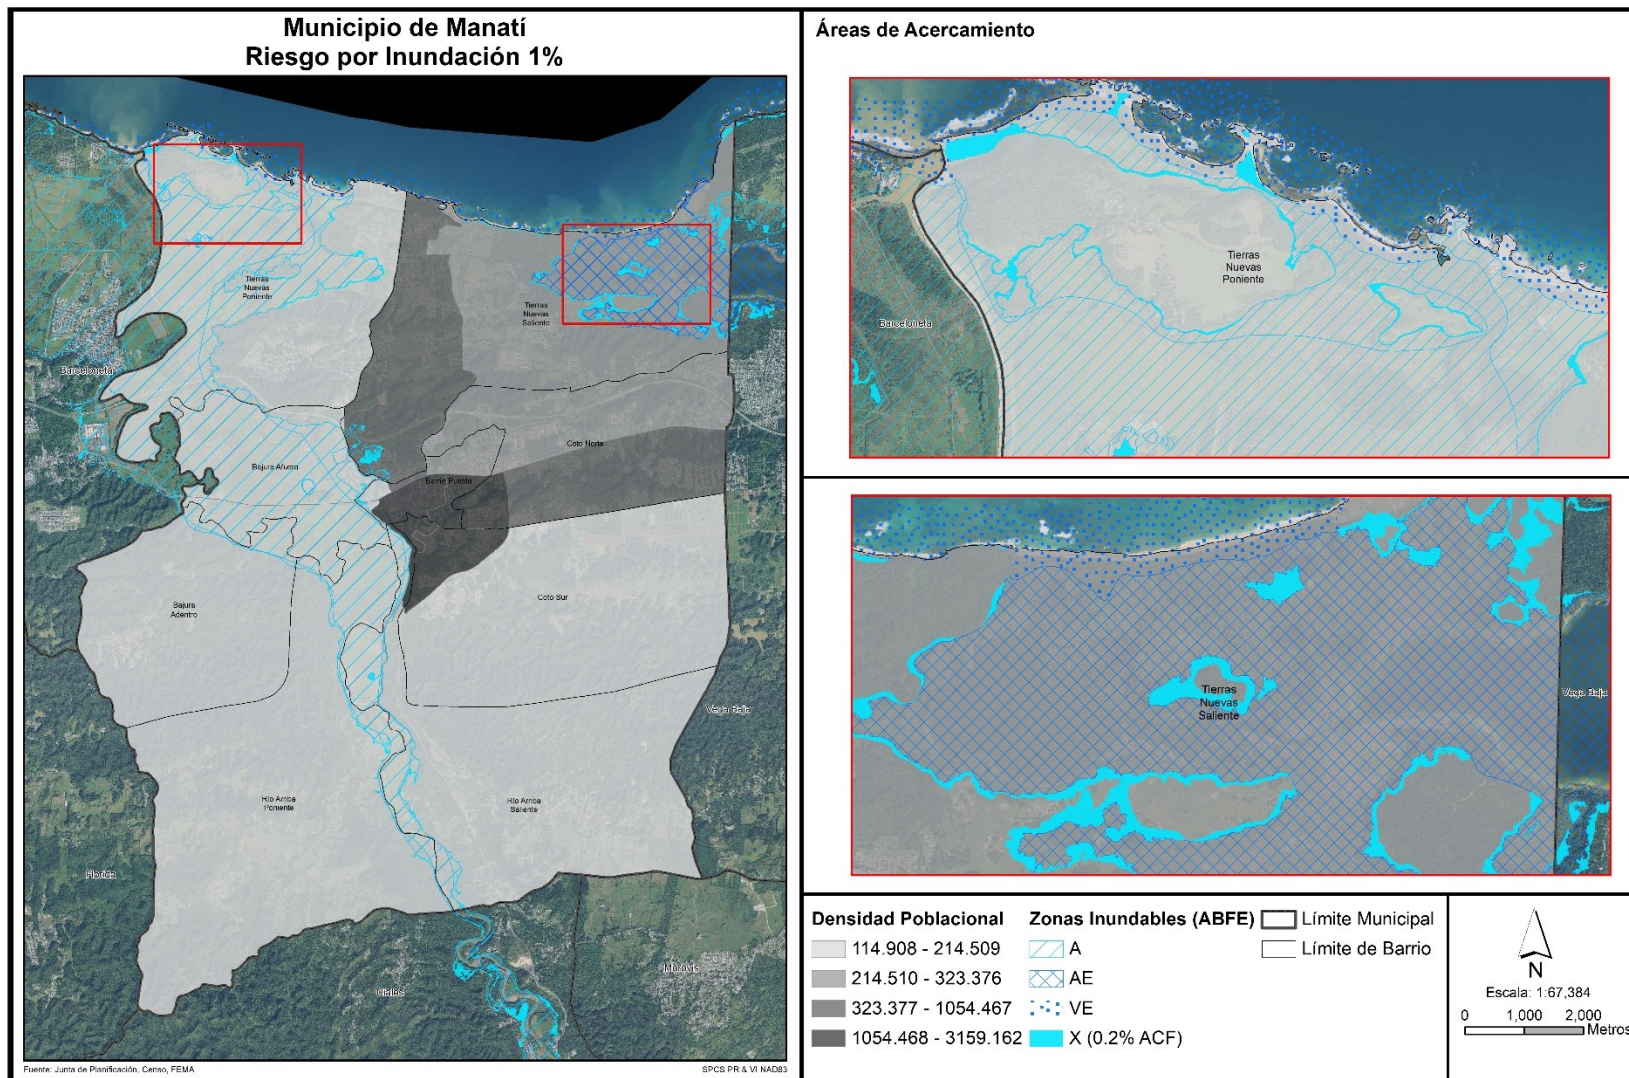 Municipio de Manatí
Riesgo por Inundación 1%
Tierras
Nuevas
Poniente
Tierras
Nuevas
Saliente
Barceloneta
Bajura Afuera
Coto Norte
Barrio Pueblo
Bajura
Adentro
Coto Sur
Vega Baja
Río Arriba
Poniente
Río Arriba
Saliente
Florida
Ciales
Morovis
Fuente: Junta de Planificación, Censo, FEMA
SPCS PR & VI NAD83
Áreas de Acercamiento
Tierras
Nuevas
Poniente
Barceloneta
Tierras
Nuevas
Saliente
Vega Baja
Densidad Poblacional
114.908 - 214.509
214.510 - 323.376
323.377 - 1054.467
1054.468 - 3159.162
Zonas Inundables (ABFE)
A
AE
VE
X (0.2% ACF)
Límite Municipal
Límite de Barrio
N
Escala: 1:67,384
0 1,000 2,000
Metros